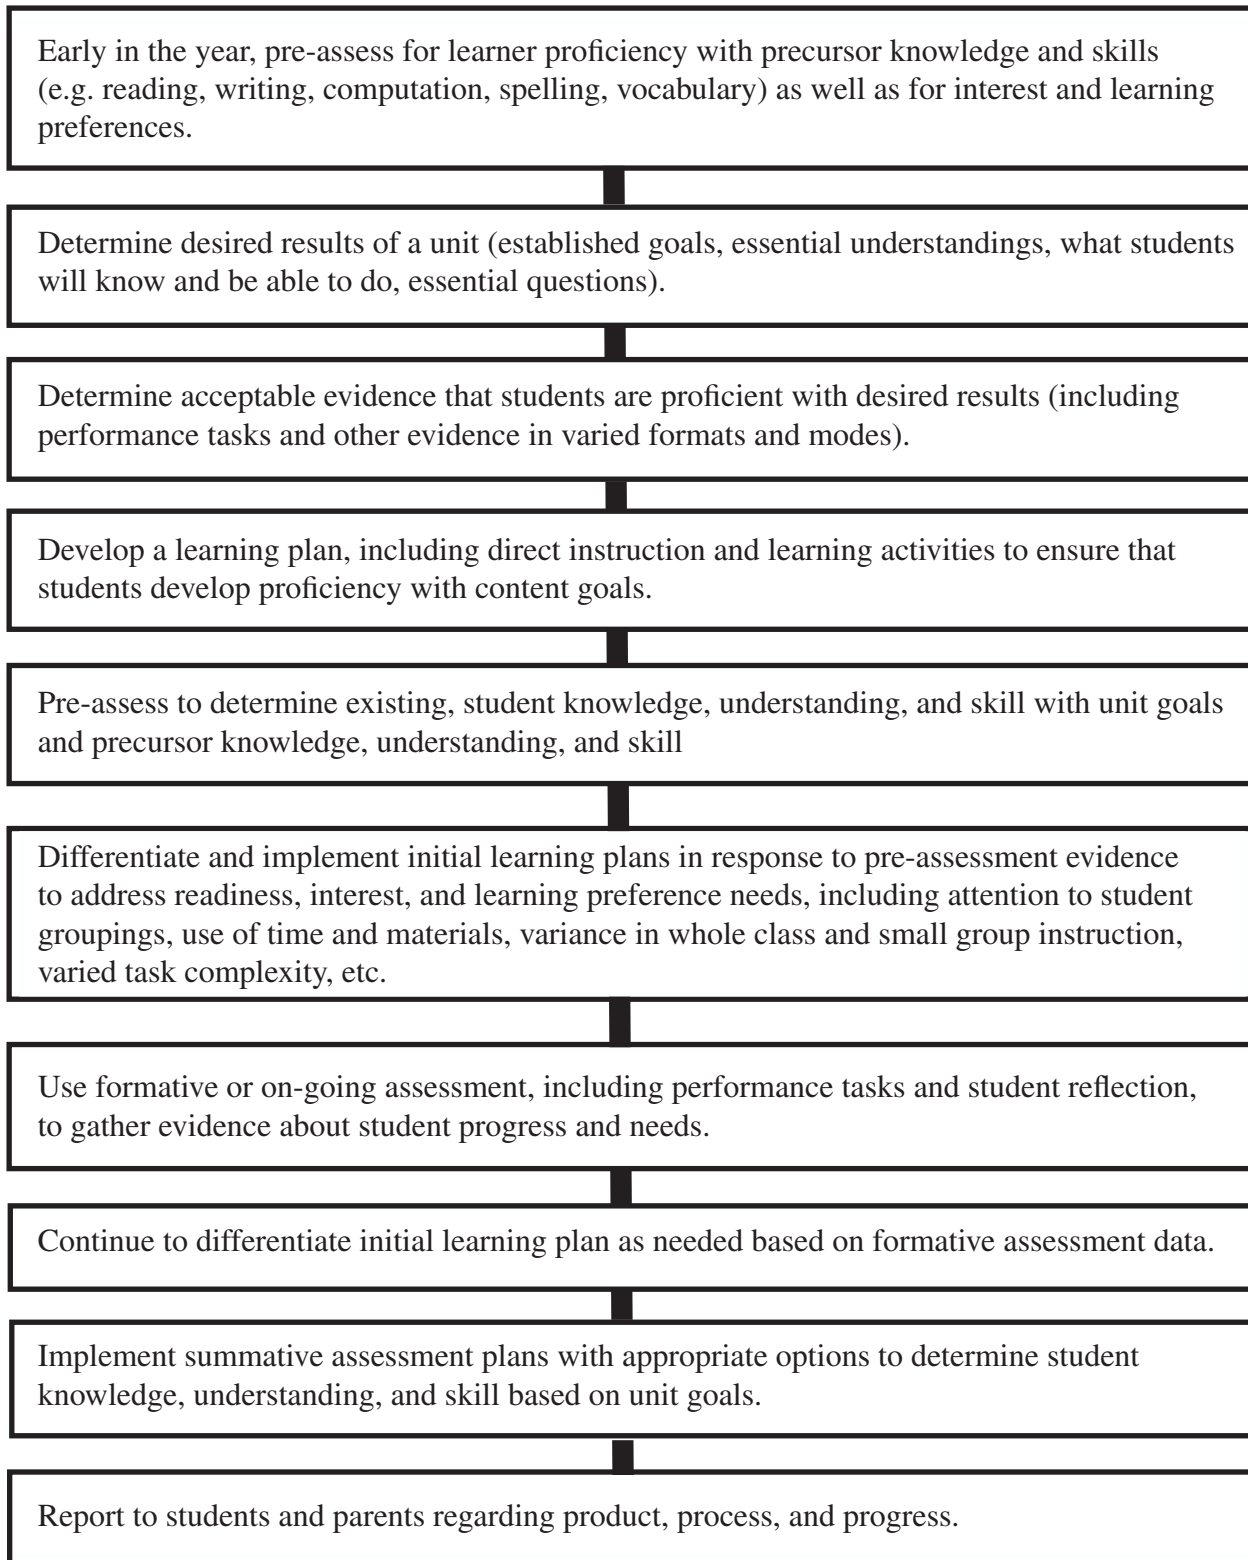 Early in the year, pre-assess for learner proficiency with precursor knowledge and skills
(e.g. reading, writing, computation, spelling, vocabulary) as well as for interest and learning
preferences.
Determine desired results of a unit (established goals, essential understandings, what students
will know and be able to do, essential questions).
Determine acceptable evidence that students are proficient with desired results (including
performance tasks and other evidence in varied formats and modes).
Develop a learning plan, including direct instruction and learning activities to ensure that
students develop proficiency with content goals.
Pre-assess to determine existing, student knowledge, understanding, and skill with unit goals
and precursor knowledge, understanding, and skill
Differentiate and implement initial learning plans in response to pre-assessment evidence
to address readiness, interest, and learning preference needs, including attention to student
groupings, use of time and materials, variance in whole class and small group instruction,
varied task complexity, etc.
Use formative or on-going assessment, including performance tasks and student reflection,
to gather evidence about student progress and needs.
Continue to differentiate initial learning plan as needed based on formative assessment data.
Implement summative assessment plans with appropriate options to determine student
knowledge, understanding, and skill based on unit goals.
Report to students and parents regarding product, process, and progress.